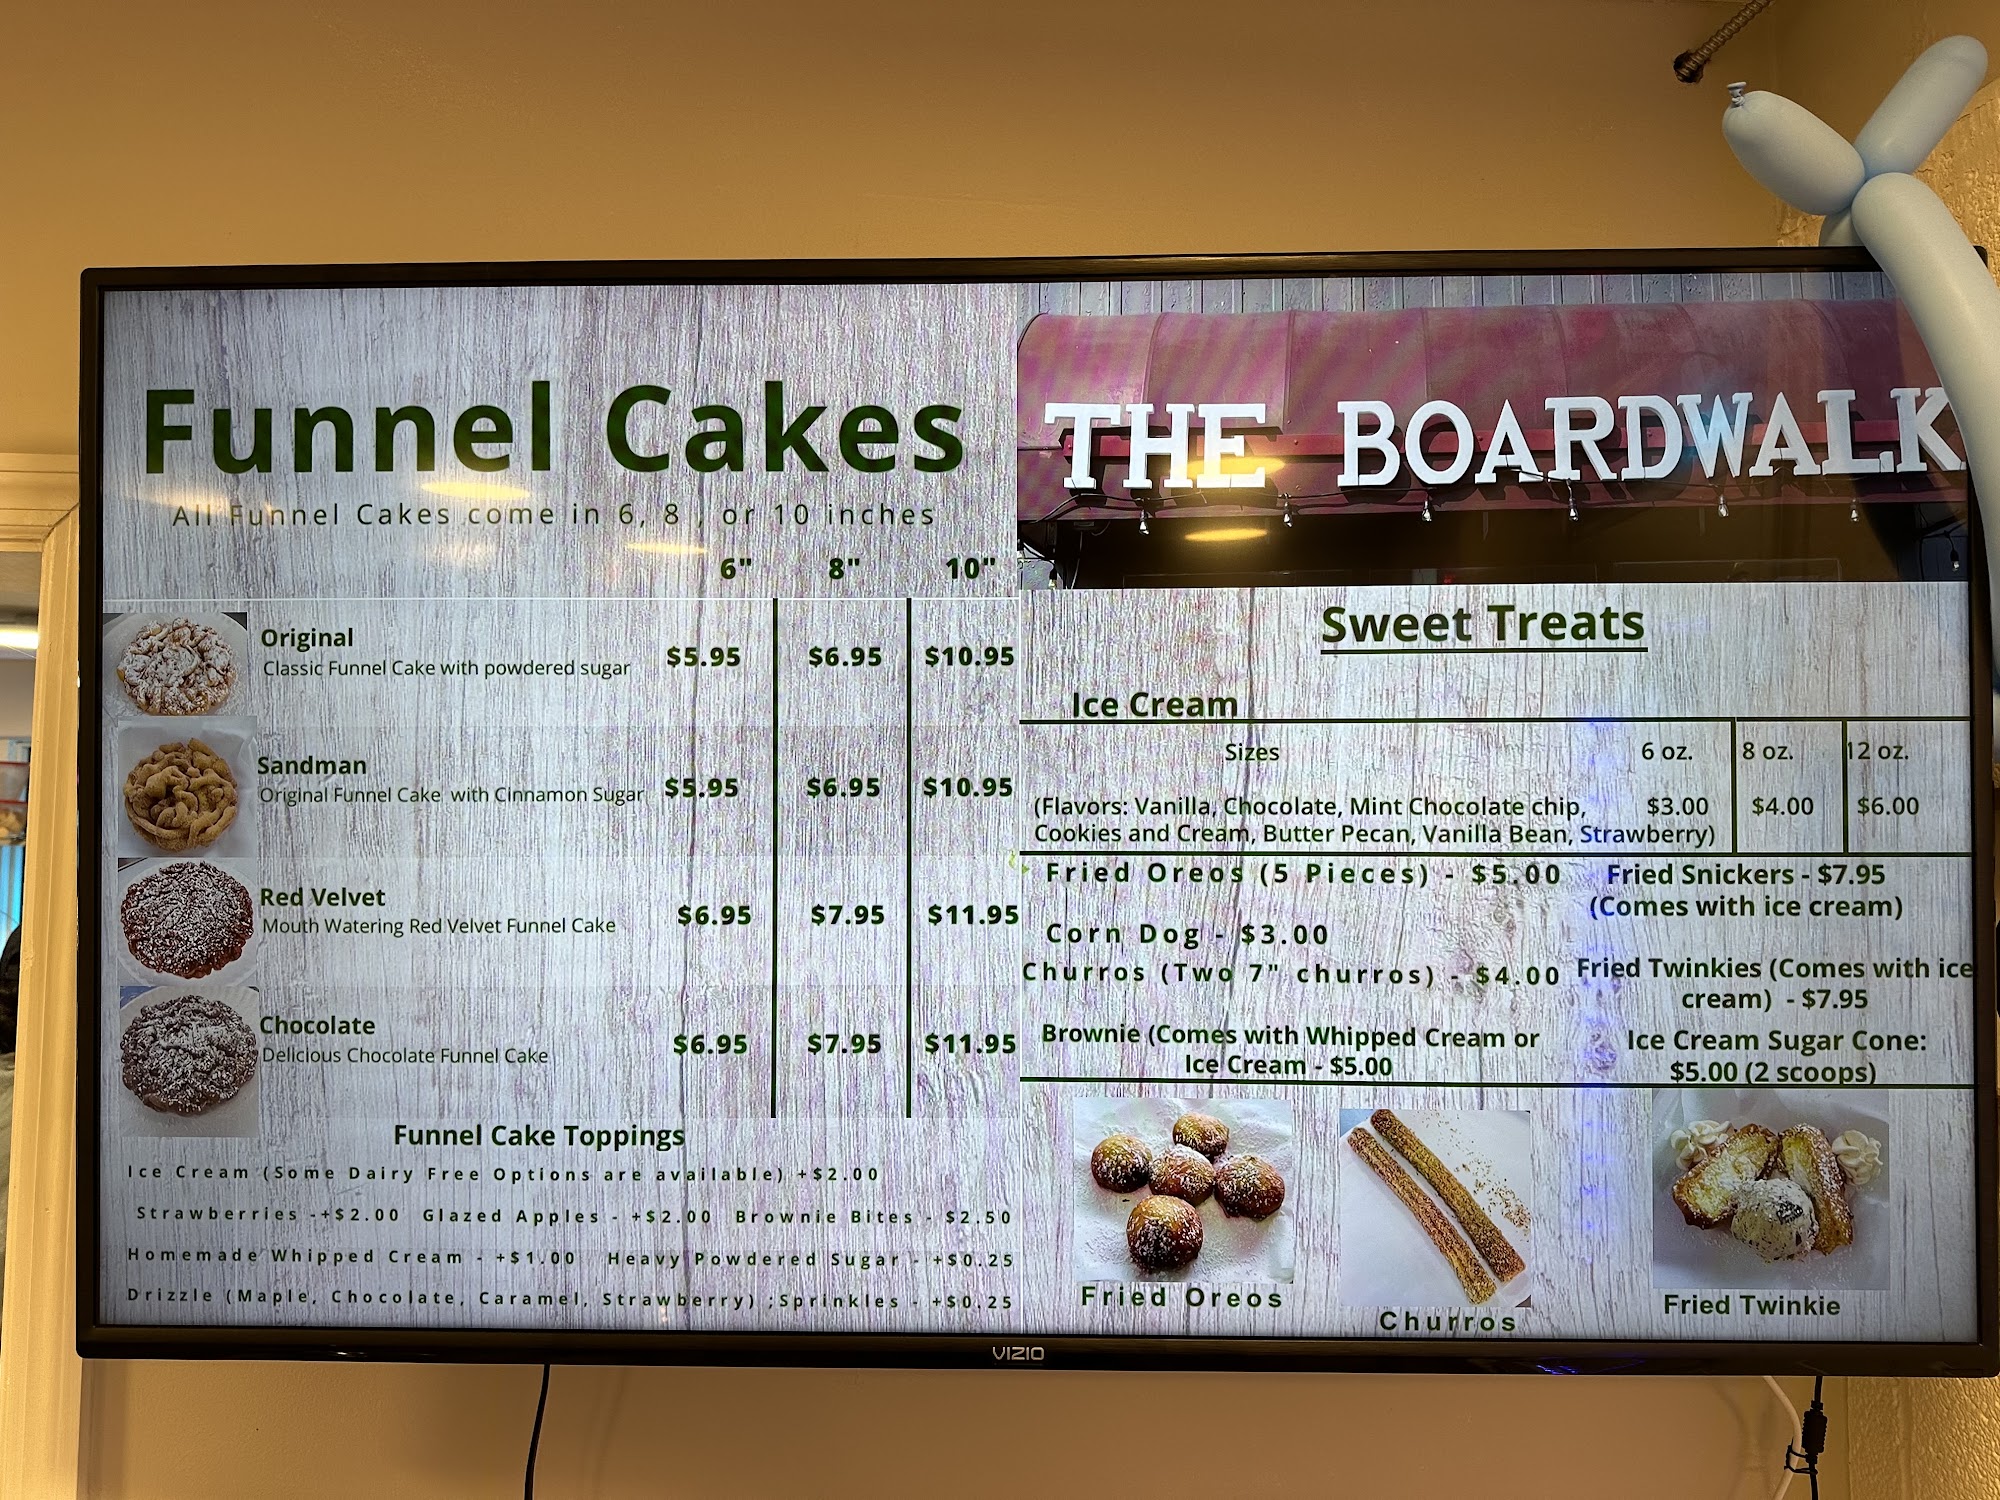 Funnel Cakes
All Funnel Cakes come in 6, 8 , or 10 inches
6" 8" 10"
Original
Classic Funnel Cake with powdered sugar $5.95 $6.95 $10.95
Sandman
Original Funnel Cake with Cinnamon Sugar $5.95 $6.95 $10.95
Red Velvet
Mouth Watering Red Velvet Funnel Cake $6.95 $7.95 $11.95
Chocolate
Delicious Chocolate Funnel Cake $6.95 $7.95 $11.95
Funnel Cake Toppings
Ice Cream (Some Dairy Free Options are available) +$2.00
Strawberries -+$2.00 Glazed Apples - +$2.00 Brownie Bites - $2.50
Homemade Whipped Cream - +$1.00 Heavy Powdered Sugar - +$0.25
Drizzle (Maple, Chocolate, Caramel, Strawberry) ;Sprinkles - +$0.25
THE BOARDWALK
Sweet Treats
Ice Cream
Sizes 6 oz. 8 oz. 12 oz.
(Flavors: Vanilla, Chocolate, Mint Chocolate chip, $3.00 $4.00 $6.00
Cookies and Cream, Butter Pecan, Vanilla Bean, Strawberry)
Fried Oreos (5 Pieces) - $5.00
Corn Dog - $3.00
Churros (Two 7" churros) - $4.00
Brownie (Comes with Whipped Cream or
Ice Cream - $5.00
Fried Snickers - $7.95
(Comes with ice cream)
Fried Twinkies (Comes with ice
cream) - $7.95
Ice Cream Sugar Cone:
$5.00 (2 scoops)
Fried Oreos
Churros
Fried Twinkie
VIZIO